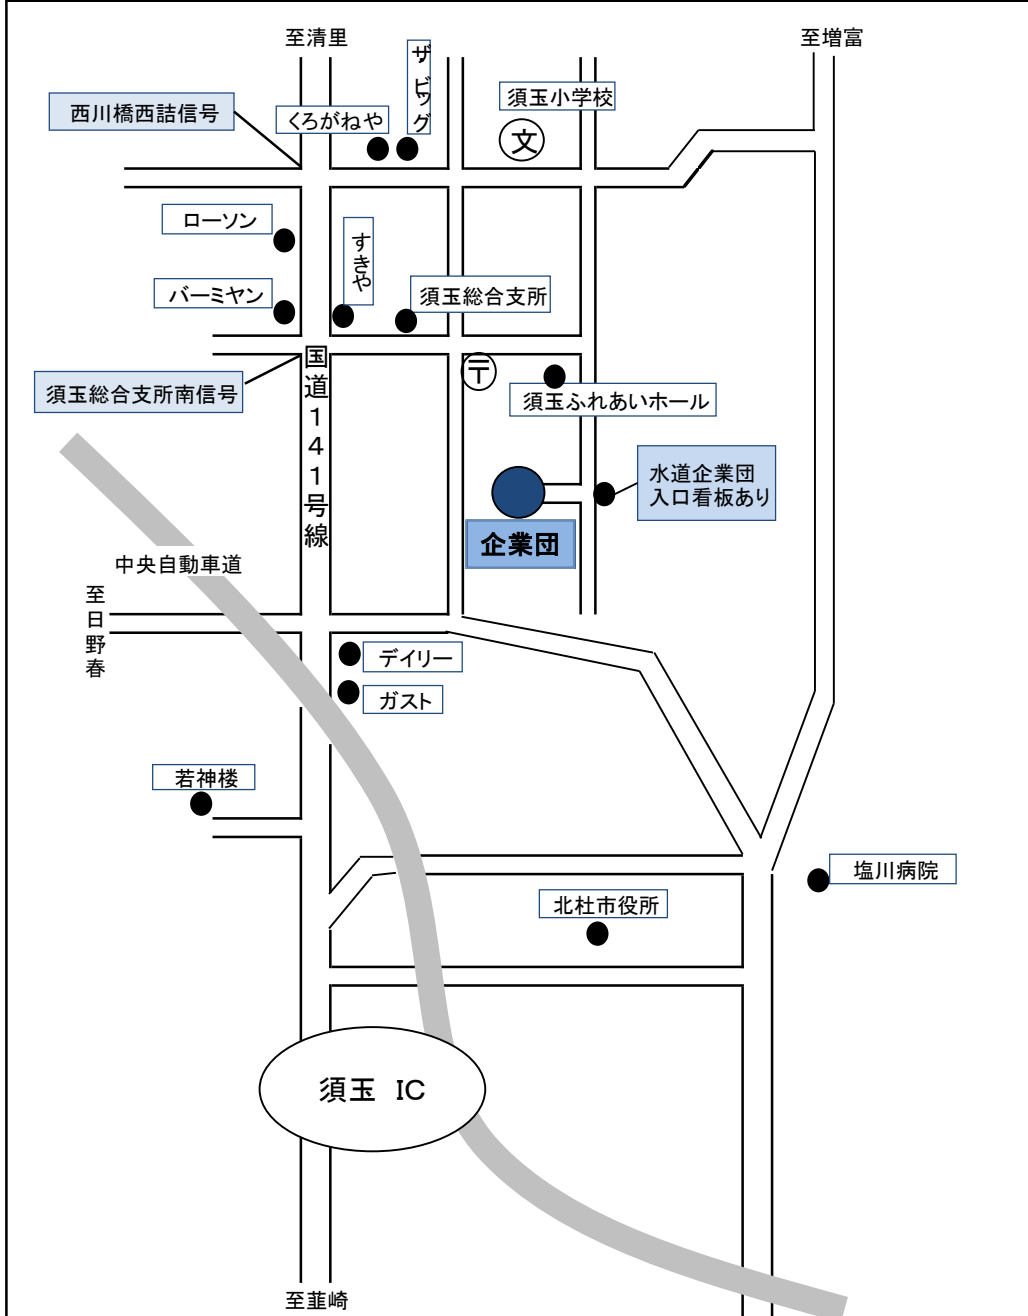 至清里
至増富
ザ・ビッグ
須玉小学校
西川橋西詰信号
くろがねや
文
ローソン
すきや
バーミヤン
須玉総合支所
国道141号線
〒
須玉総合支所南信号
須玉ふれあいホール
水道企業団
入口看板あり
企業団
中央自動車道
至日野春
デイリー
ガスト
若神楼
塩川病院
北杜市役所
須玉 IC
至韮崎